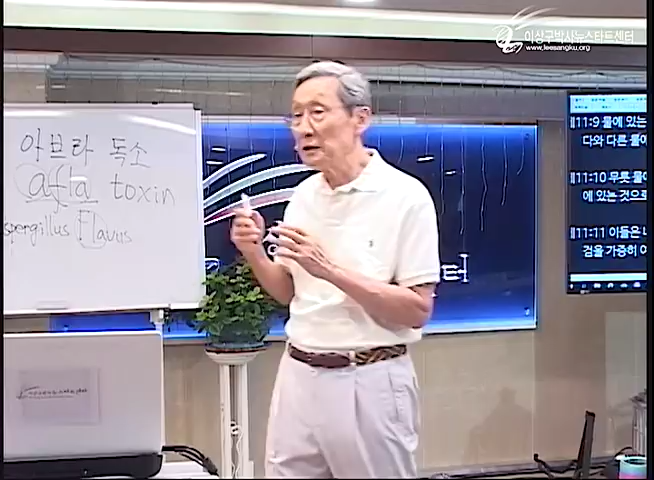 이상구박사뉴스타트센터
www.leesangku.org
아브라 독소
afla toxin
spergillus Flavus
11:9 물에 있는
다와 다른 물에
11:10 무릇 물에
에 있는 것으로
11:11 이들은 너
검을 가증히 여
터